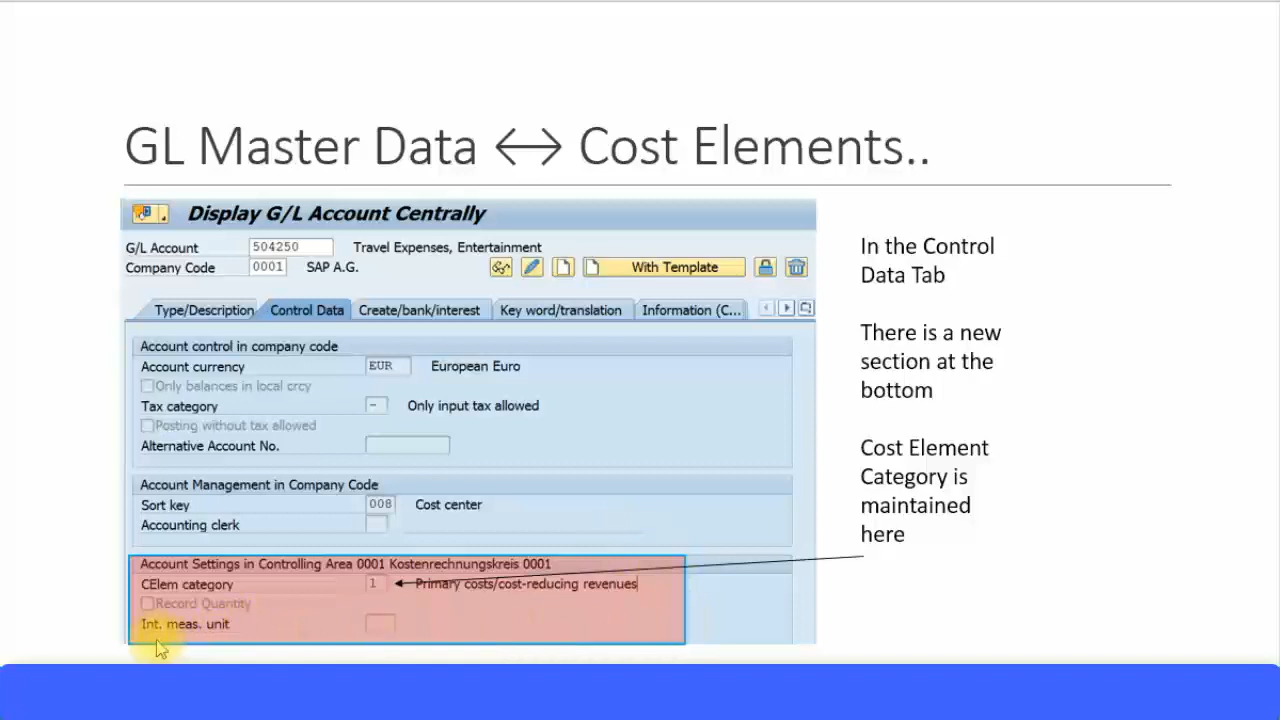 GL Master Data ↔ Cost Elements..
Display G/L Account Centrally
G/L Account 504250 Travel Expenses, Entertainment
Company Code 0001 SAP A.G. With Template
Type/Description Control Data Create/bank/interest Key word/translation Information (C...
Account control in company code
Account currency EUR European Euro
Only balances in local crcy
Tax category - Only input tax allowed
Posting without tax allowed
Alternative Account No.
Account Management in Company Code
Sort key 008 Cost center
Accounting clerk
Account Settings in Controlling Area 0001 Kostenrechnungskreis 0001
CElem category 1 Primary costs/cost-reducing revenues
Record Quantity
Int. meas. unit
In the Control
Data Tab
There is a new
section at the
bottom
Cost Element
Category is
maintained
here